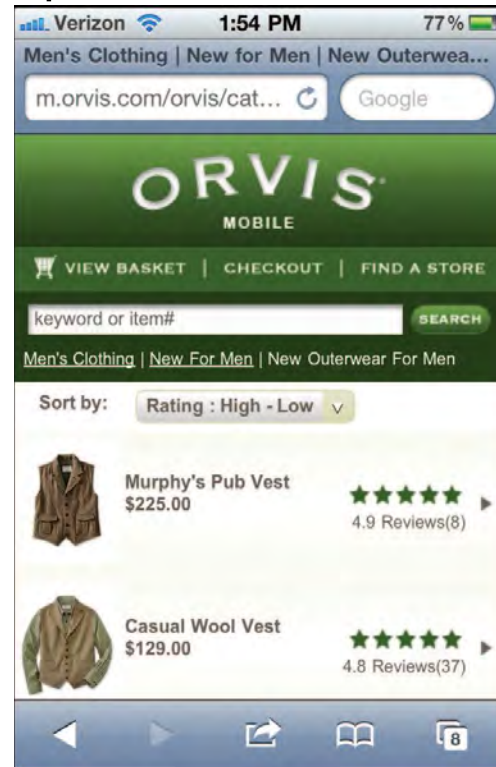 Verizon 1:54 PM 77%
Men's Clothing | New for Men | New Outerwea...
m.orvis.com/orvis/cat... Google
ORVIS
MOBILE
VIEW BASKET | CHECKOUT | FIND A STORE
keyword or item# SEARCH
Men's Clothing | New For Men | New Outerwear For Men
Sort by: Rating : High - Low
Murphy's Pub Vest
$225.00
4.9 Reviews(8)
Casual Wool Vest
$129.00
4.8 Reviews(37)
8